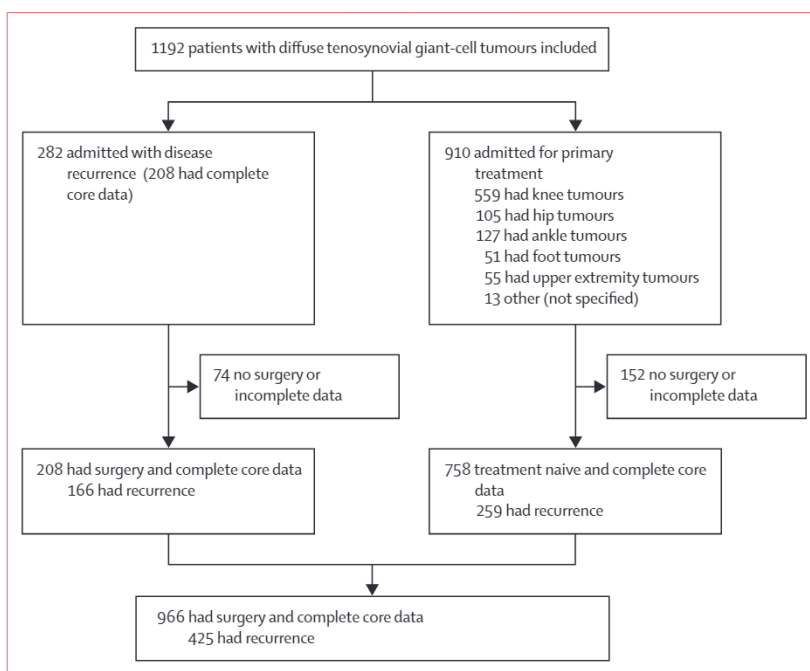 1192 patients with diffuse tenosynovial giant-cell tumours included
282 admitted with disease
recurrence (208 had complete
core data)
910 admitted for primary
treatment
559 had knee tumours
105 had hip tumours
127 had ankle tumours
51 had foot tumours
55 had upper extremity tumours
13 other (not specified)
74 no surgery or
incomplete data
152 no surgery or
incomplete data
208 had surgery and complete core data
166 had recurrence
758 treatment naive and complete core
data
259 had recurrence
966 had surgery and complete core data
425 had recurrence